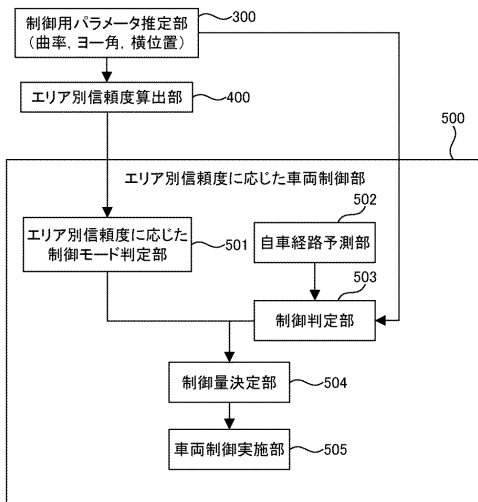 制御用パラメータ推定部
(曲率, ヨー角, 横位置)
300
エリア別信頼度算出部
400
500
エリア別信頼度に応じた車両制御部
エリア別信頼度に応じた
制御モード判定部
501
502
自車経路予測部
503
制御判定部
制御量決定部
504
車両制御実施部
505